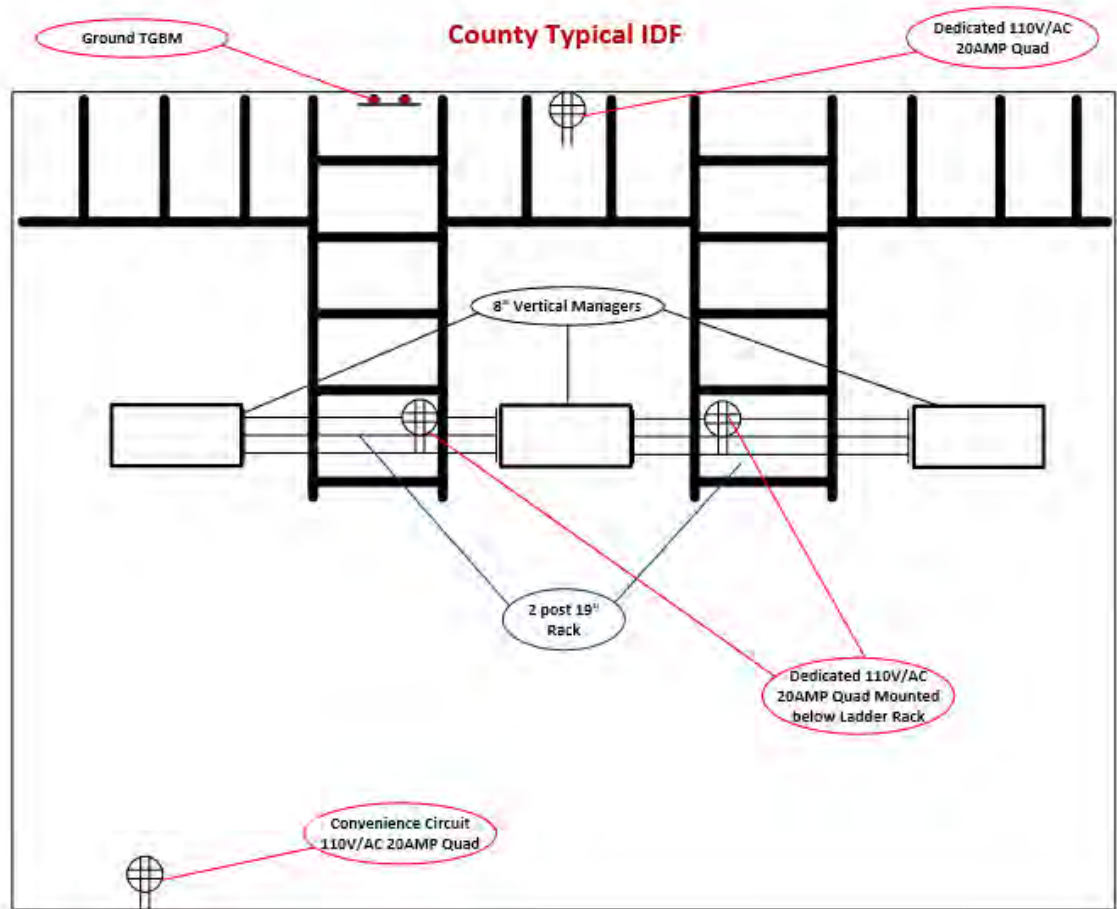 County Typical IDF
Ground TGBM
Dedicated 110V/AC
20AMP Quad
8" Vertical Managers
2 post 19"
Rack
Dedicated 110V/AC
20AMP Quad Mounted
below Ladder Rack
Convenience Circuit
110V/AC 20AMP Quad